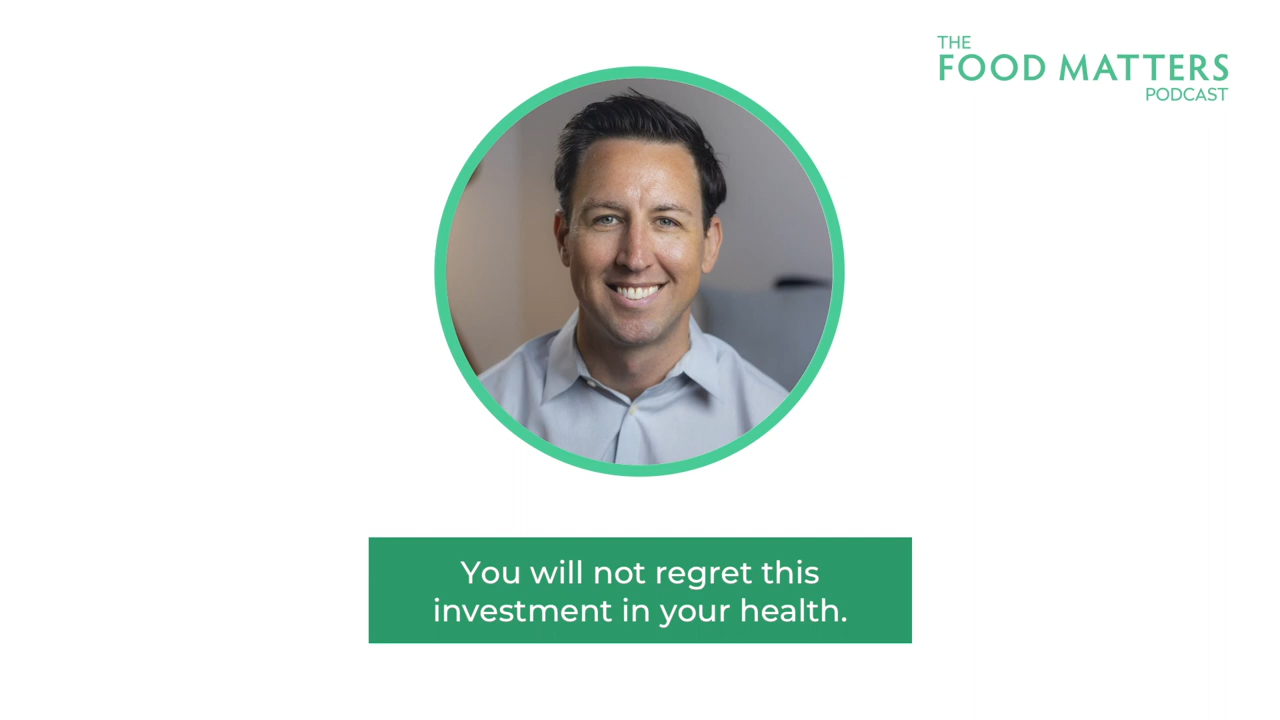 THE
FOOD MATTERS
PODCAST
You will not regret this
investment in your health.